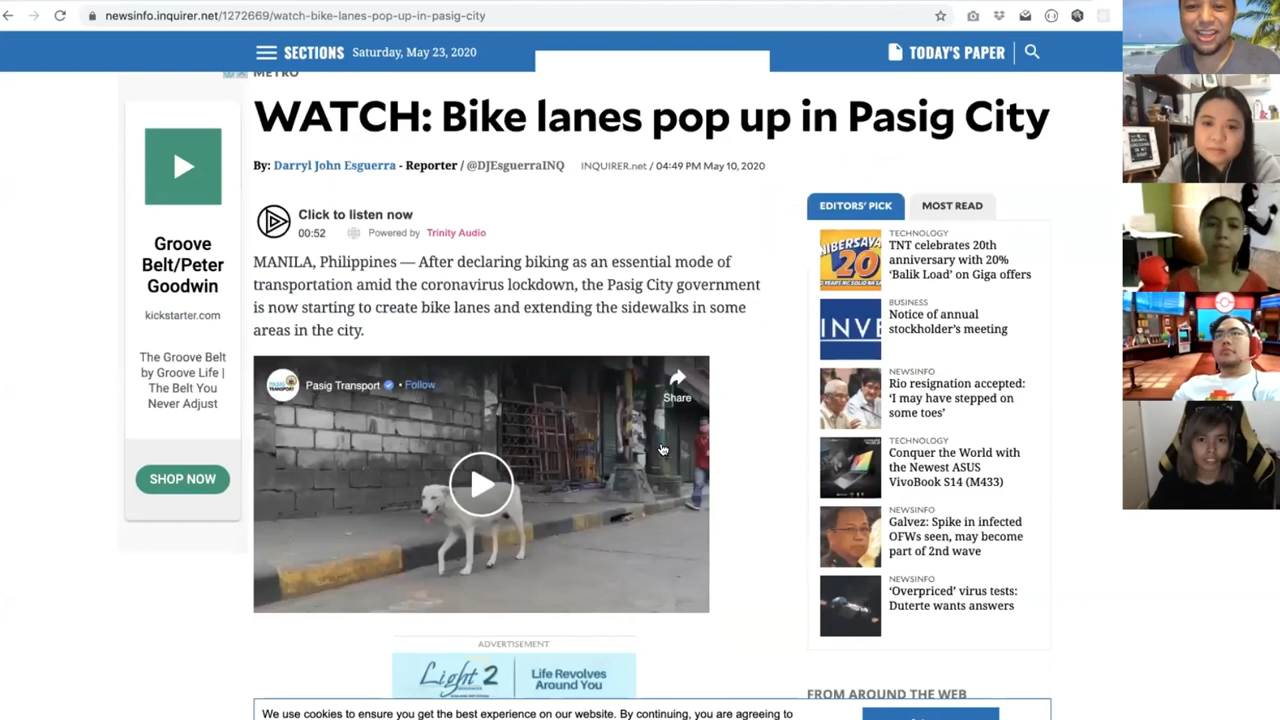 newsinfo.inquirer.net/1272669/watch-bike-lanes-pop-up-in-pasig-city
SECTIONS Saturday, May 23, 2020
TODAY'S PAPER
METRO
WATCH: Bike lanes pop up in Pasig City
By: Darryl John Esguerra - Reporter / @DJEsguerraINQ INQUIRER.net / 04:49 PM May 10, 2020
Click to listen now
00:52 Powered by Trinity Audio
MANILA, Philippines — After declaring biking as an essential mode of
transportation amid the coronavirus lockdown, the Pasig City government
is now starting to create bike lanes and extending the sidewalks in some
areas in the city.
Pasig Transport • Follow
Share
ADVERTISEMENT
Light 2
Life Revolves
Around You
We use cookies to ensure you get the best experience on our website. By continuing, you are agreeing to
Groove
Belt/Peter
Goodwin
kickstarter.com
The Groove Belt
by Groove Life |
The Belt You
Never Adjust
SHOP NOW
EDITORS' PICK
MOST READ
NIBERSAYA
20
TECHNOLOGY
TNT celebrates 20th
anniversary with 20%
‘Balik Load’ on Giga offers
INVE
BUSINESS
Notice of annual
stockholder’s meeting
NEWSINFO
Rio resignation accepted:
‘I may have stepped on
some toes’
TECHNOLOGY
Conquer the World with
the Newest ASUS
VivoBook S14 (M433)
NEWSINFO
Galvez: Spike in infected
OFWs seen, may become
part of 2nd wave
NEWSINFO
‘Overpriced’ virus tests:
Duterte wants answers
FROM AROUND THE WEB